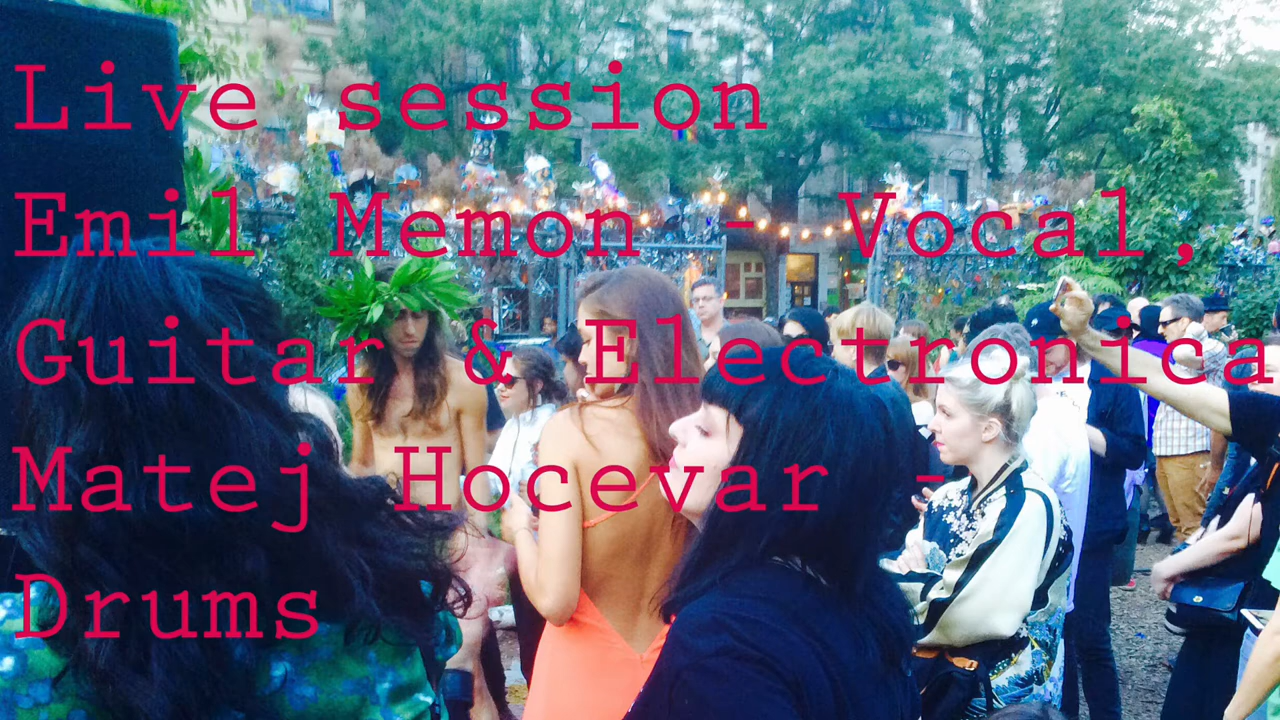 Live session
Emil Memon - Vocal,
Guitar & Electronica
Matej Hocevar -
Drums